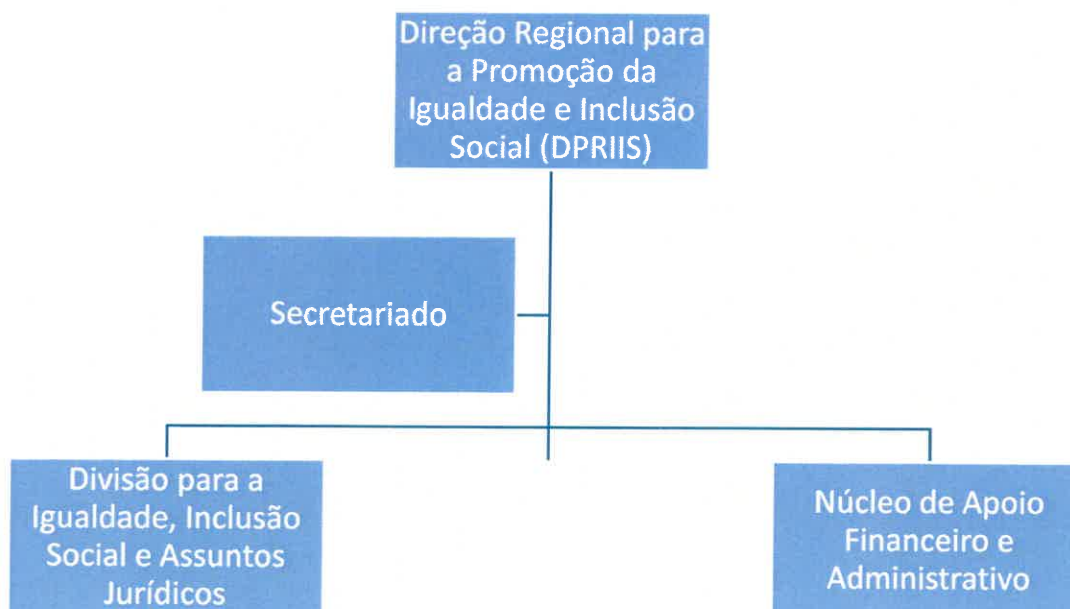 Direção Regional para
a Promoção da
Igualdade e Inclusão
Social (DPRIIS)
Secretariado
Divisão para a
Igualdade, Inclusão
Social e Assuntos
Jurídicos
Núcleo de Apoio
Financeiro e
Administrativo